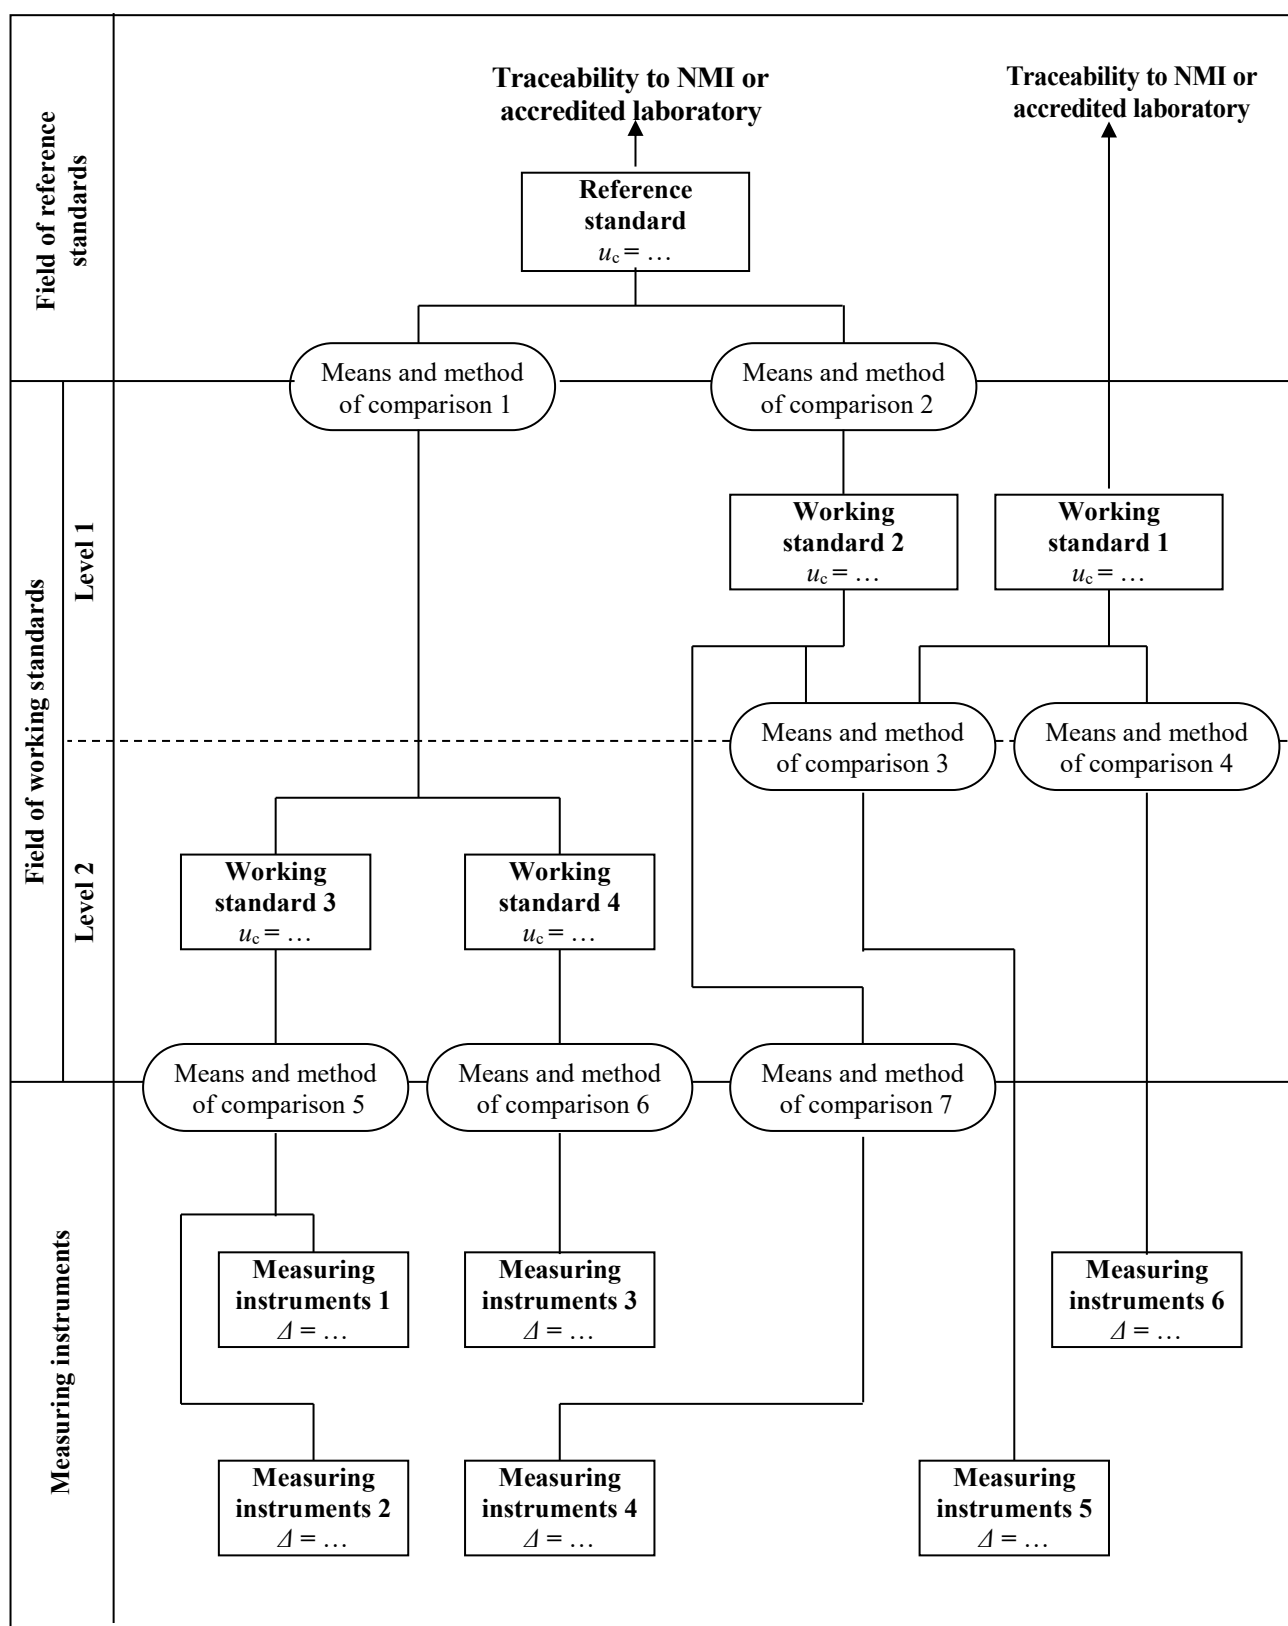 Traceability to NMI or
accredited laboratory
Traceability to NMI or
accredited laboratory
Field of reference
standards
Reference
standard
uc = …
Means and method
of comparison 1
Means and method
of comparison 2
Field of working standards
Level 1
Working
standard 2
uc = …
Working
standard 1
uc = …
Means and method
of comparison 3
Means and method
of comparison 4
Level 2
Working
standard 3
uc = …
Working
standard 4
uc = …
Means and method
of comparison 5
Means and method
of comparison 6
Means and method
of comparison 7
Measuring instruments
Measuring
instruments 1
Δ = …
Measuring
instruments 3
Δ = …
Measuring
instruments 6
Δ = …
Measuring
instruments 2
Δ = …
Measuring
instruments 4
Δ = …
Measuring
instruments 5
Δ = …